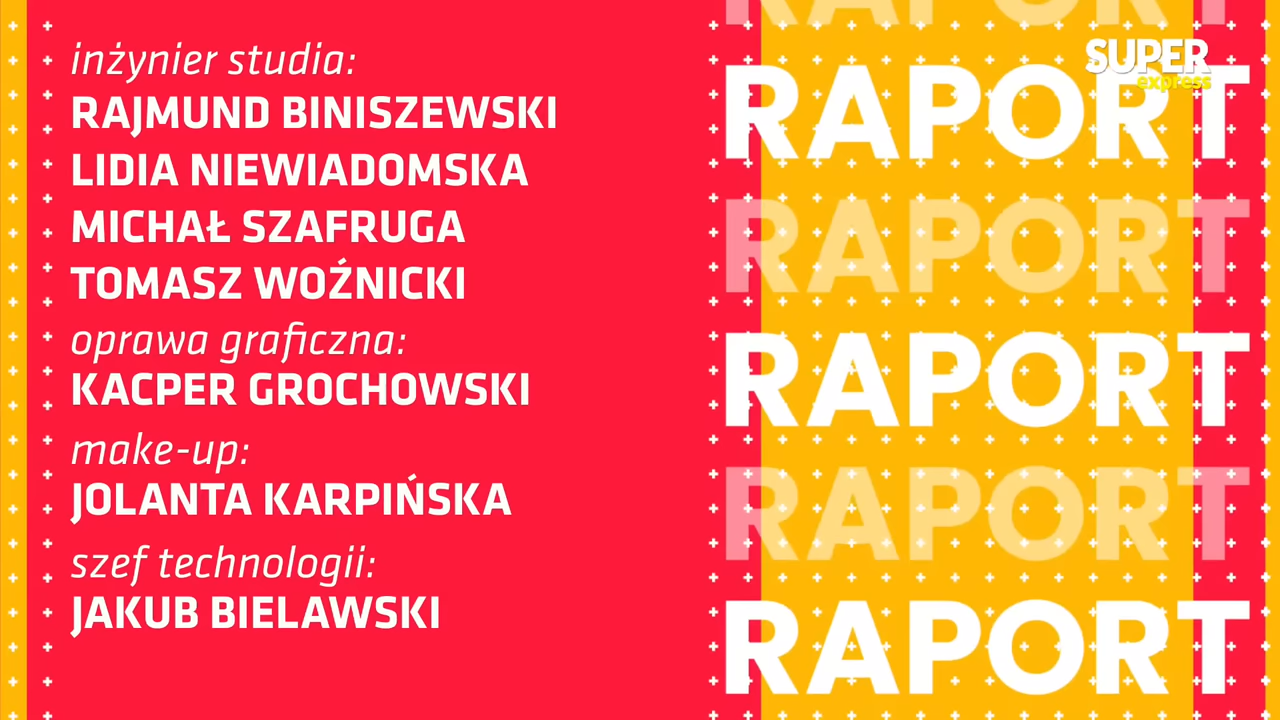 inżynier studia:
RAJMUND BINISZEWSKI
LIDIA NIEWIADOMSKA
MICHAŁ SZAFRUGA
TOMASZ WOŹNICKI
oprawa graficzna:
KACPER GROCHOWSKI
make-up:
JOLANTA KARPIŃSKA
szef technologii:
JAKUB BIELAWSKI
RAPORT
SUPER
express
RAPORT
RAPORT
RAPORT
RAPORT
RAPORT